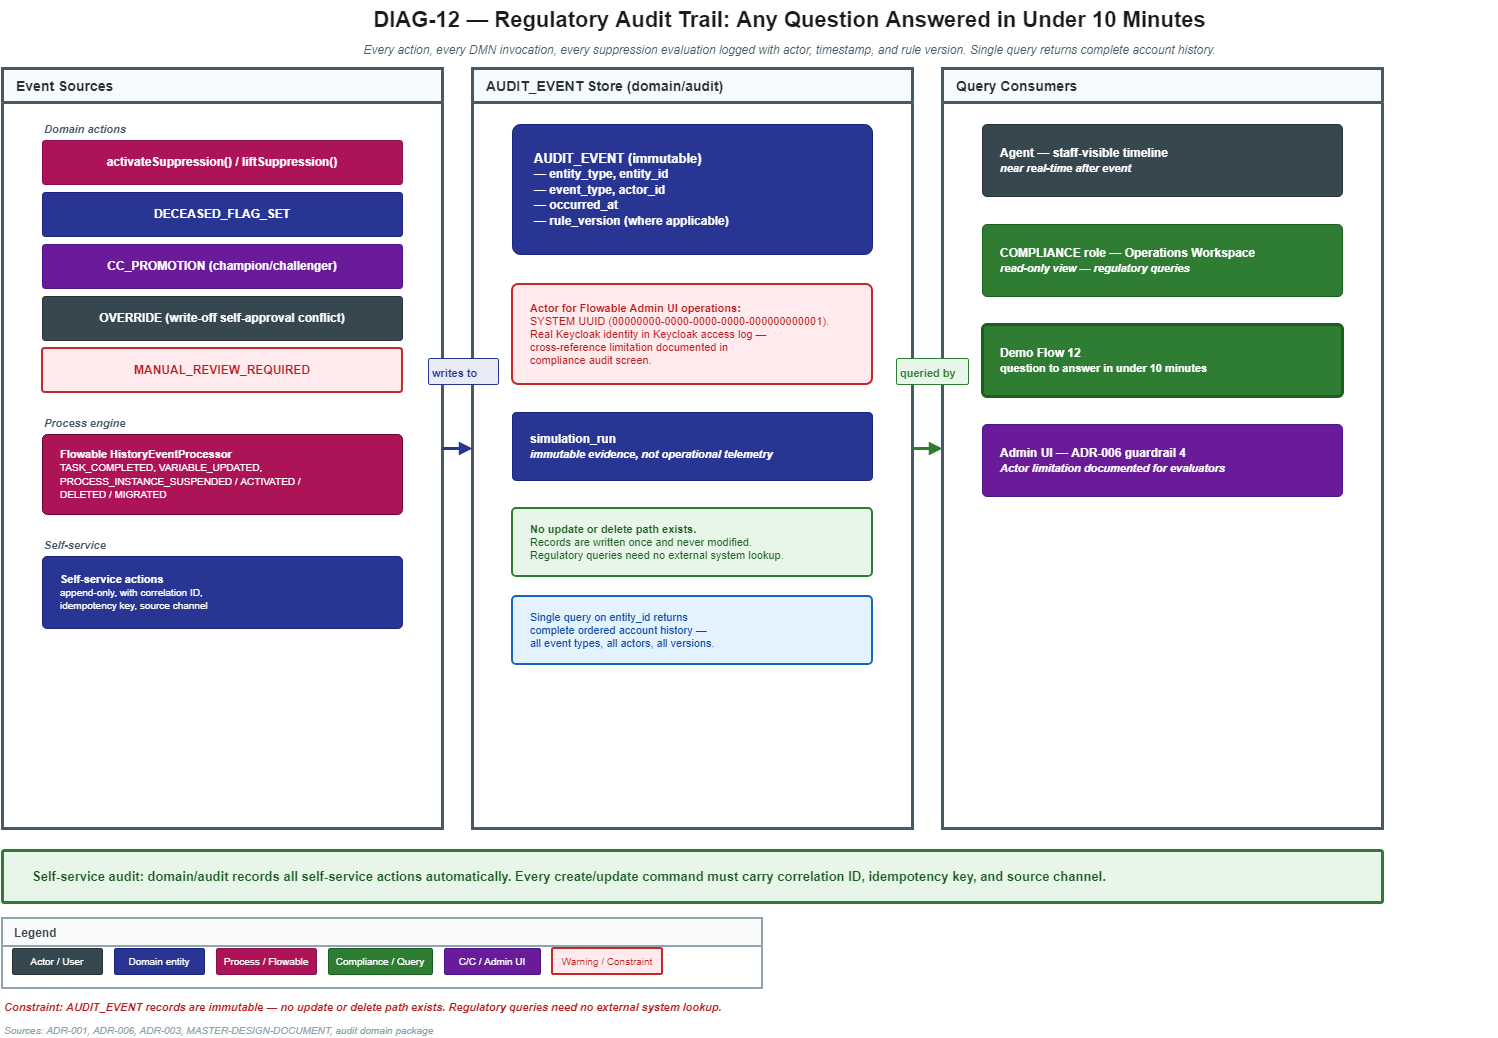 DIAG-12 — Regulatory Audit Trail: Any Question Answered in Under 10 Minutes
Every action, every DMN invocation, every suppression evaluation logged with actor, timestamp, and rule version. Single query returns complete account history.
Event Sources
Domain actions
activateSuppression() / liftSuppression()
DECEASED_FLAG_SET
CC_PROMOTION (champion/challenger)
OVERRIDE (write-off self-approval conflict)
MANUAL_REVIEW_REQUIRED
Process engine
Flowable HistoryEventProcessor
TASK_COMPLETED, VARIABLE_UPDATED,
PROCESS_INSTANCE_SUSPENDED / ACTIVATED /
DELETED / MIGRATED
Self-service
Self-service actions
append-only, with correlation ID,
idempotency key, source channel
writes to
AUDIT_EVENT Store (domain/audit)
AUDIT_EVENT (immutable)
— entity_type, entity_id
— event_type, actor_id
— occurred_at
— rule_version (where applicable)
Actor for Flowable Admin UI operations:
SYSTEM UUID (00000000-0000-0000-0000-000000000001).
Real Keycloak identity in Keycloak access log —
cross-reference limitation documented in
compliance audit screen.
simulation_run
immutable evidence, not operational telemetry
No update or delete path exists.
Records are written once and never modified.
Regulatory queries need no external system lookup.
Single query on entity_id returns
complete ordered account history —
all event types, all actors, all versions.
queried by
Query Consumers
Agent — staff-visible timeline
near real-time after event
COMPLIANCE role — Operations Workspace
read-only view — regulatory queries
Demo Flow 12
question to answer in under 10 minutes
Admin UI — ADR-006 guardrail 4
Actor limitation documented for evaluators
Self-service audit: domain/audit records all self-service actions automatically. Every create/update command must carry correlation ID, idempotency key, and source channel.
Legend
Actor / User
Domain entity
Process / Flowable
Compliance / Query
C/C / Admin UI
Warning / Constraint
Constraint: AUDIT_EVENT records are immutable — no update or delete path exists. Regulatory queries need no external system lookup.
Sources: ADR-001, ADR-006, ADR-003, MASTER-DESIGN-DOCUMENT, audit domain package